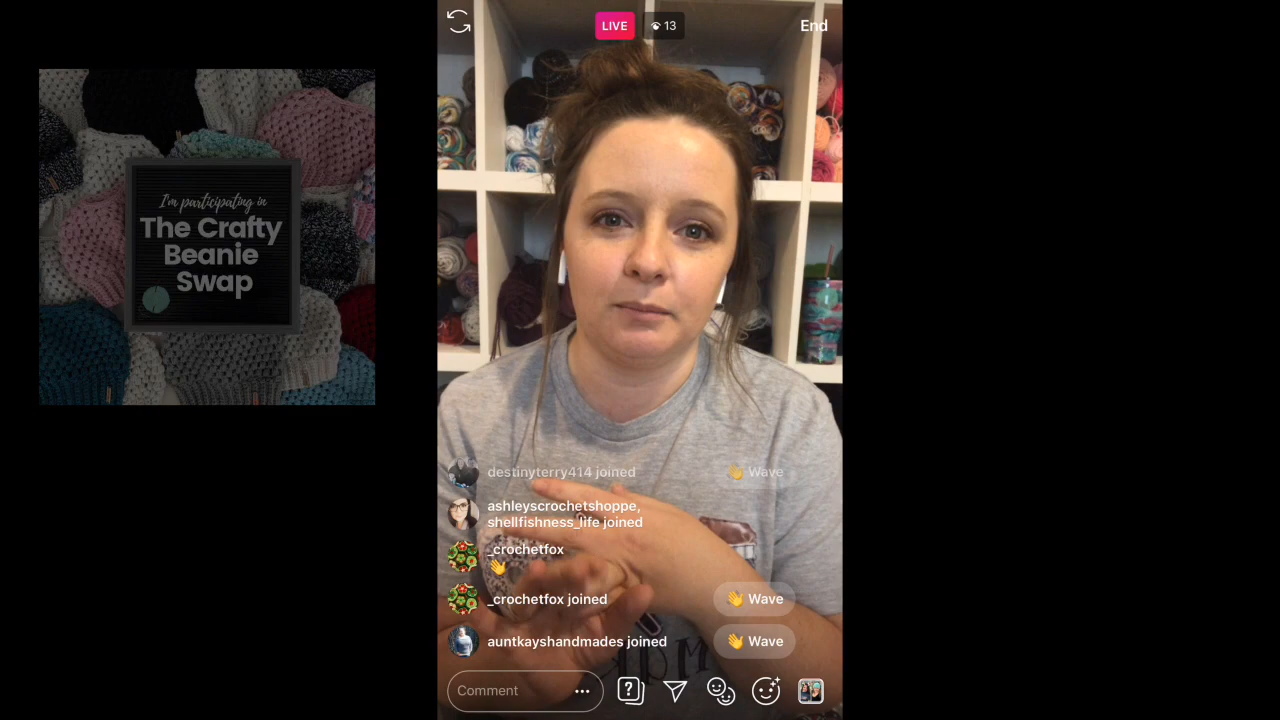 LIVE
13
End
I'm participating in
The Crafty
Beanie
Swap
destinyterry414 joined
Wave
ashleyscrochetshoppe,
shellfishness_life joined
_crochetfox
_crochetfox joined
Wave
auntkayshandmades joined
Wave
Comment